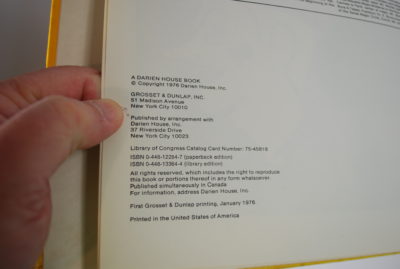 A DARIEN HOUSE BOOK
© Copyright 1976 Darien House, Inc.
GROSSET & DUNLAP, INC.
51 Madison Avenue
New York City 10010
Published by arrangement with
Darien House, Inc.
37 Riverside Drive
New York City 10023
Library of Congress Catalog Card Number: 75-45819
ISBN 0-448-12284-7 (paperback edition)
ISBN 0-448-13364-4 (library edition)
All rights reserved, which includes the right to reproduce
this book or portions thereof in any form whatsoever.
Published simultaneously in Canada
For information, address Darien House, Inc.
First Grosset & Dunlap printing, January 1976.
Printed in the United States of America